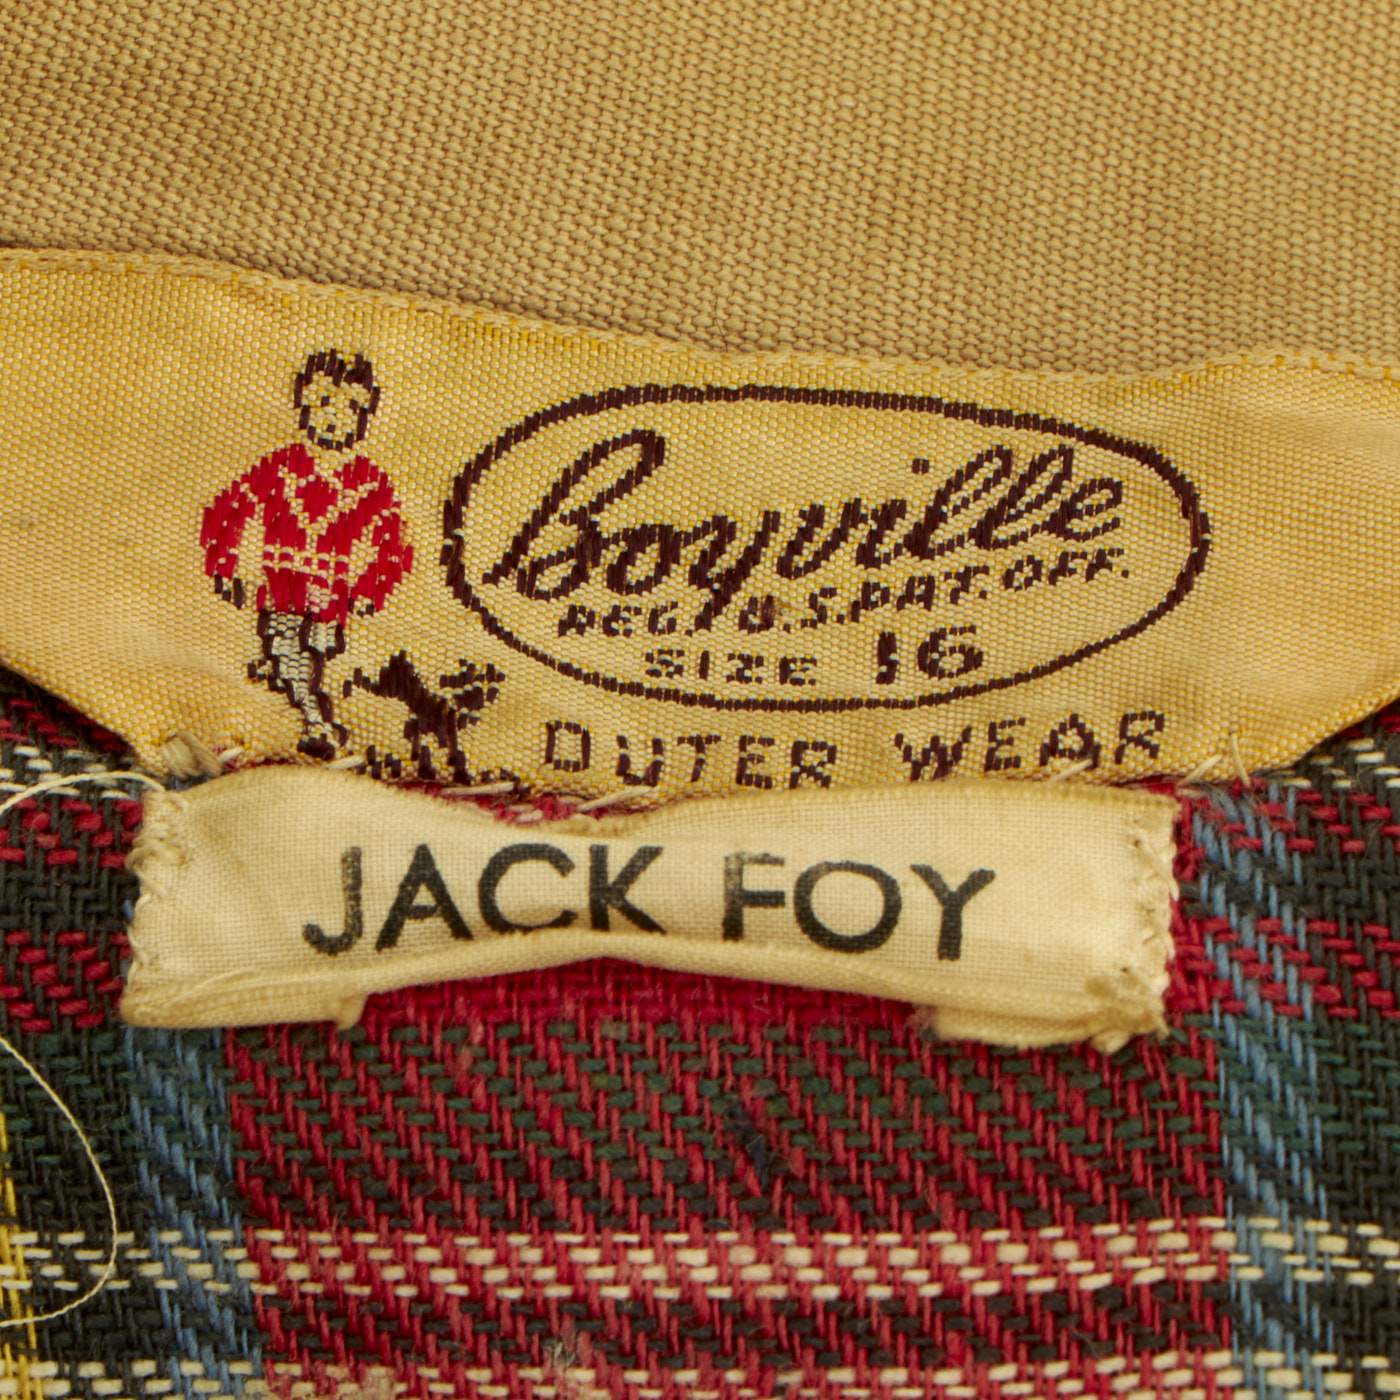 Boyville
REG. U.S. PAT. OFF.
SIZE 16
OUTER WEAR
JACK FOY